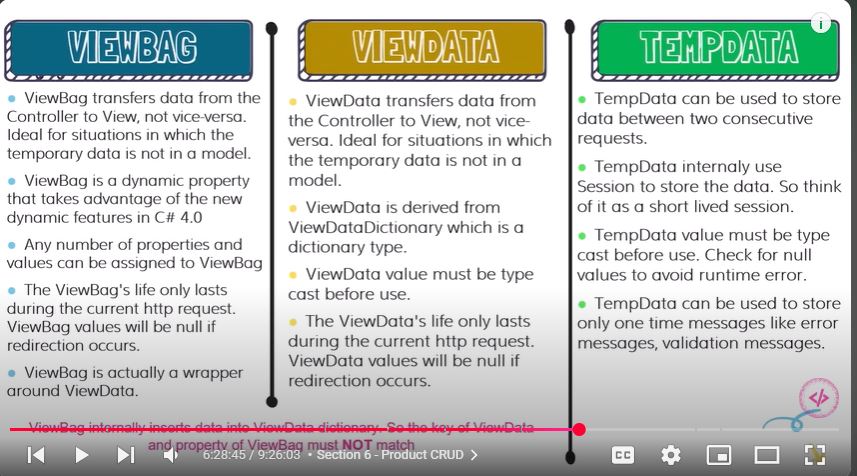 VIEWBAG
ViewBag transfers data from the
Controller to View, not vice-versa.
Ideal for situations in which the
temporary data is not in a model.
ViewBag is a dynamic property
that takes advantage of the new
dynamic features in C# 4.0
Any number of properties and
values can be assigned to ViewBag
The ViewBag's life only lasts
during the current http request.
ViewBag values will be null if
redirection occurs.
ViewBag is actually a wrapper
around ViewData.
VIEWDATA
ViewData transfers data from
the Controller to View, not vice-
versa. Ideal for situations in which
the temporary data is not in a
model.
ViewData is derived from
ViewDataDictionary which is a
dictionary type.
ViewData value must be type
cast before use.
The ViewData's life only lasts
during the current http request.
ViewData values will be null if
redirection occurs.
TEMPDATA
TempData can be used to store
data between two consecutive
requests.
TempData internaly use
Session to store the data. So think
of it as a short lived session.
TempData value must be type
cast before use. Check for null
values to avoid runtime error.
TempData can be used to store
only one time messages like error
messages, validation messages.
</>
ViewBag internally inserts data into ViewData dictionary. So the key of ViewData
and property of ViewBag must NOT match
6:28:45 / 9:26:03 • Section 6 - Product CRUD >
CC
i